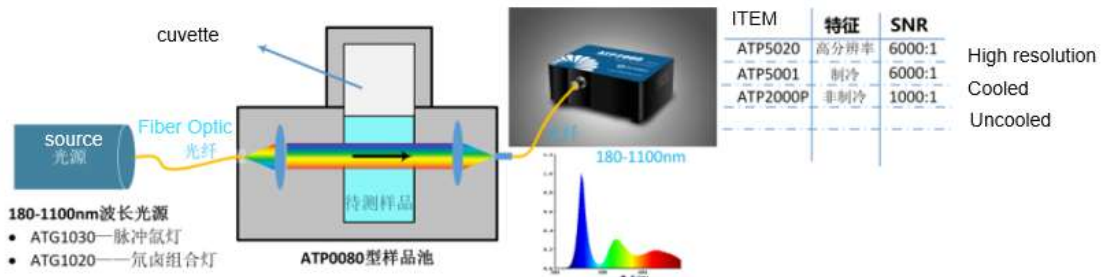 cuvette
source
光源
Fiber Optic
光纤
180-1100nm波长光源
• ATG1030—脉冲氙灯
• ATG1020——氘卤组合灯
待测样品
ATP0080型样品池
光纤
180-1100nm
ITEM 特征 SNR
ATP5020 高分辨率 6000:1
ATP5001 制冷 6000:1
ATP2000P 非制冷 1000:1
High resolution
Cooled
Uncooled